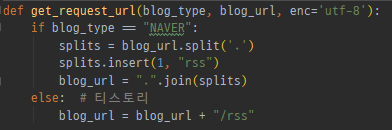 def get_request_url(blog_type, blog_url, enc='utf-8'):
    if blog_type == "NAVER":
        splits = blog_url.split('.')
        splits.insert(1, "rss")
        blog_url = ".".join(splits)
    else:  # 티스토리
        blog_url = blog_url + "/rss"